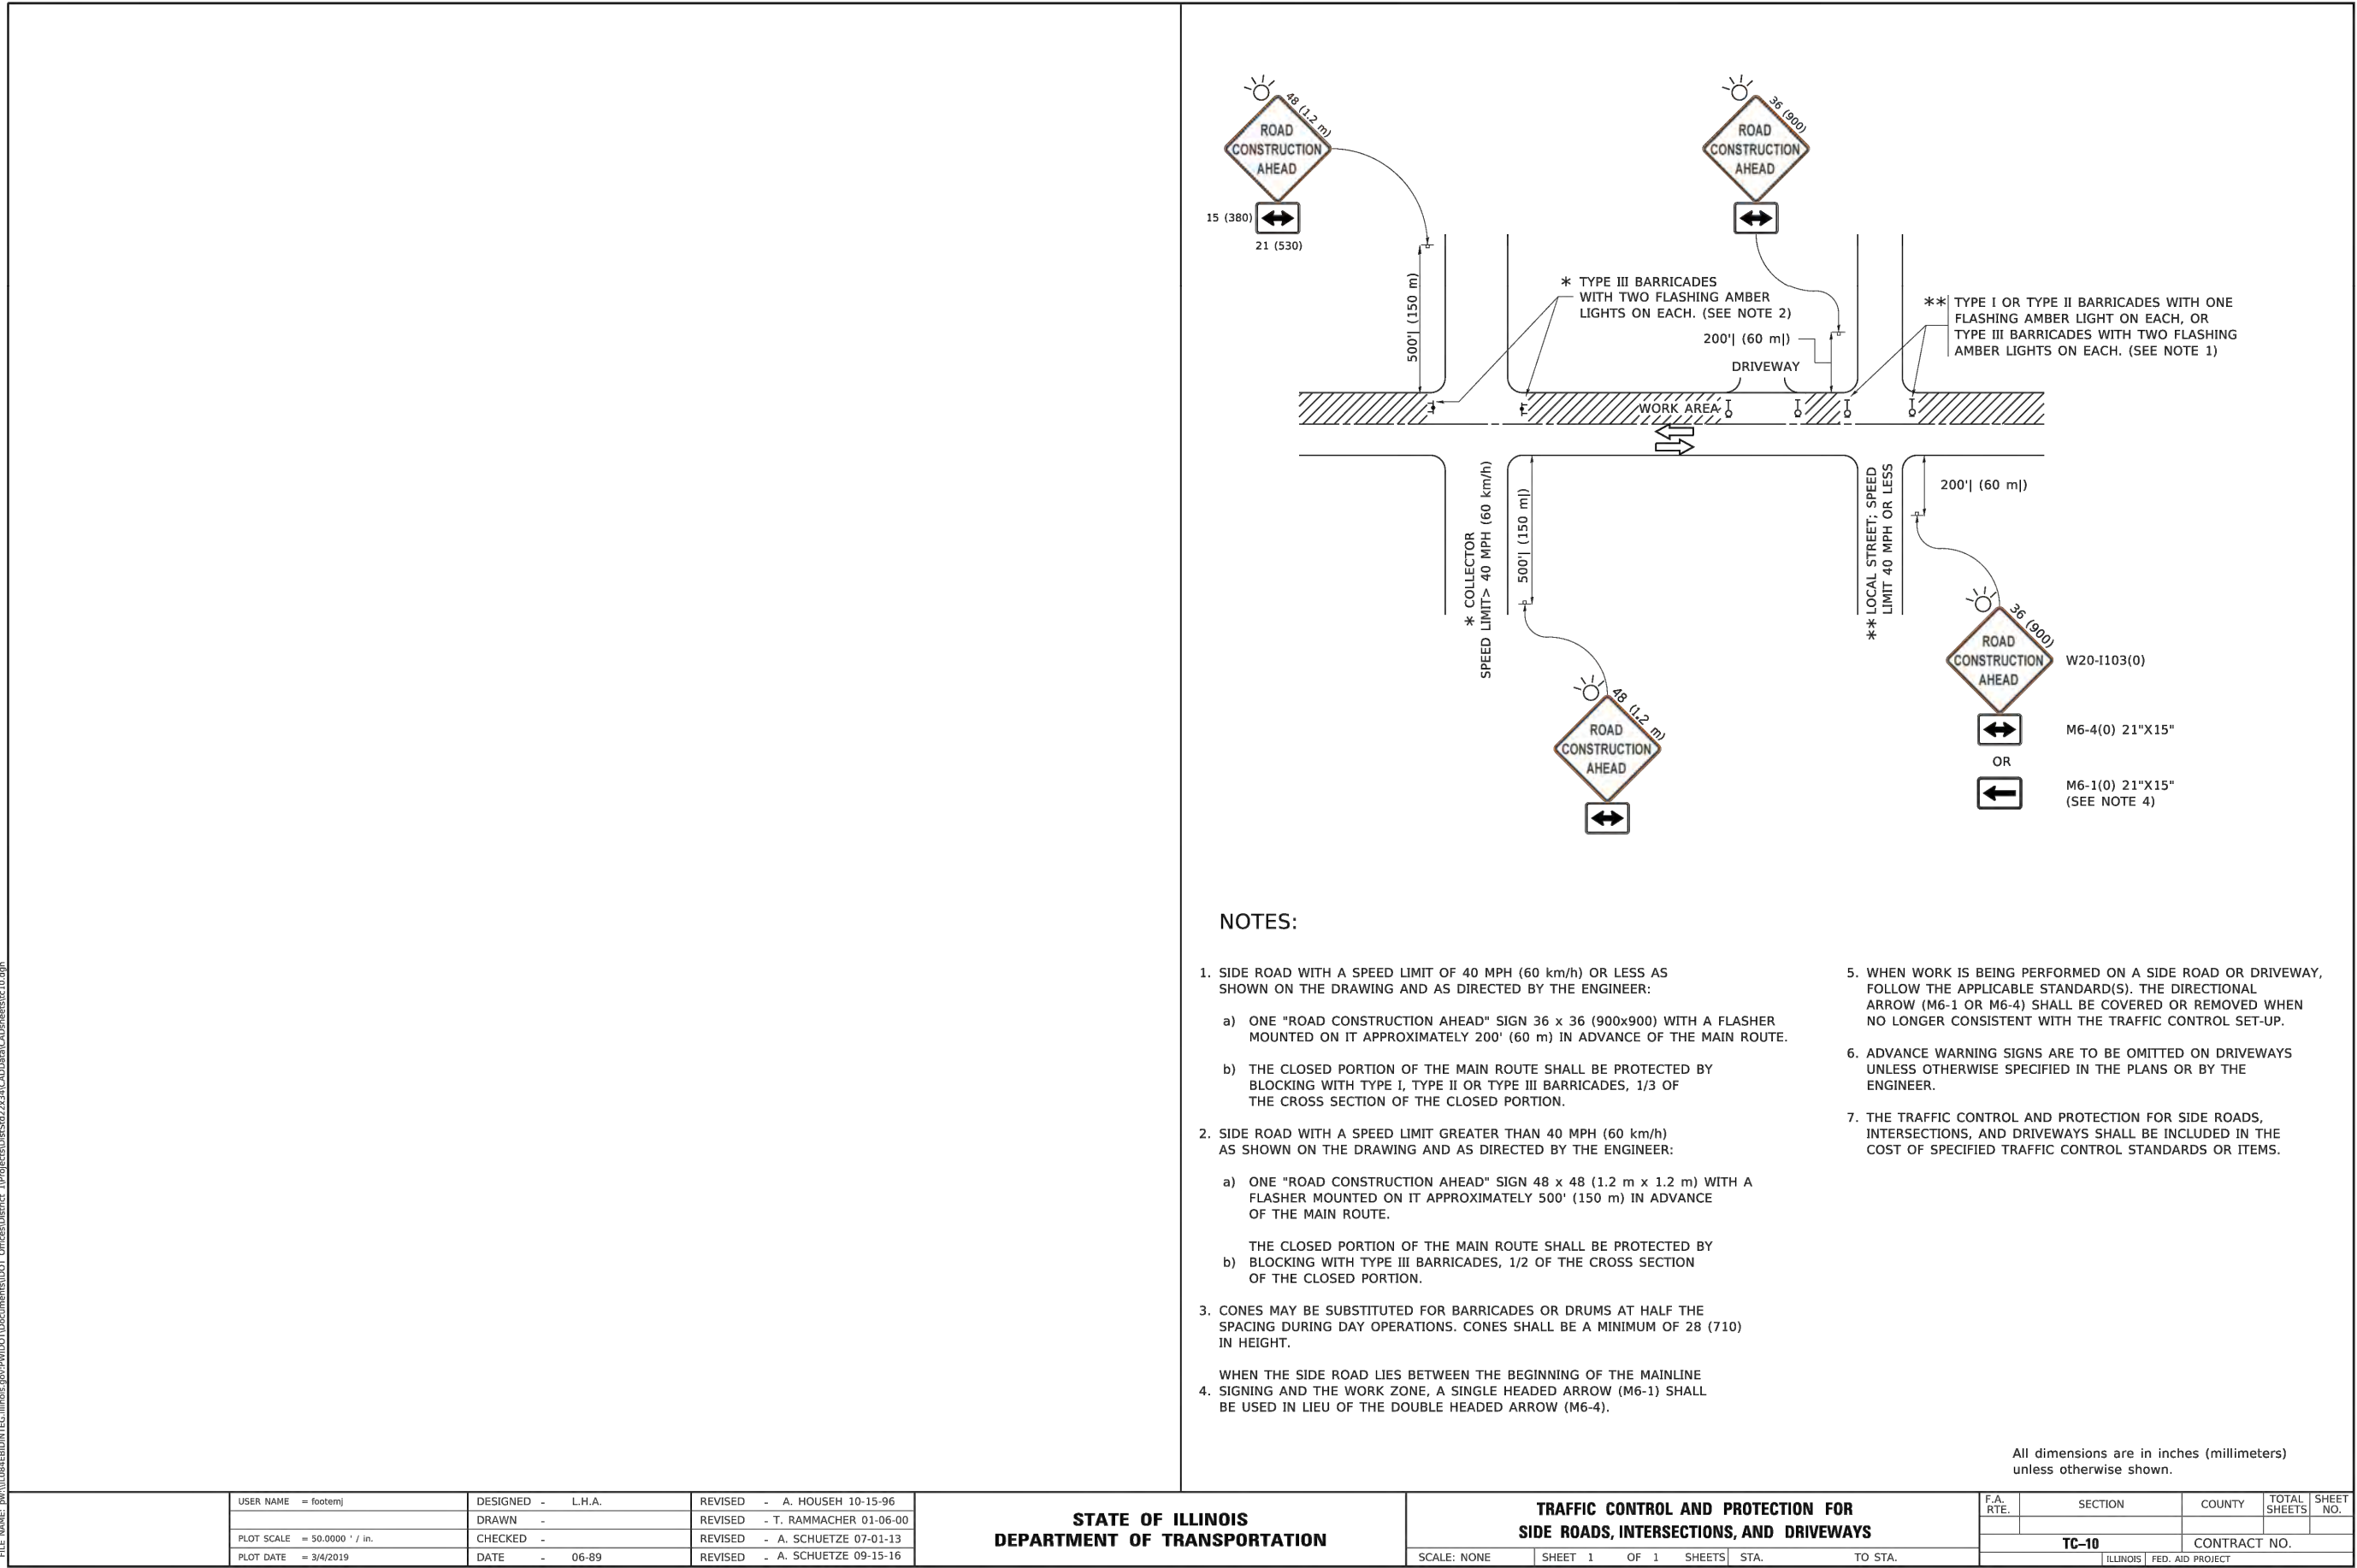 ROAD
CONSTRUCTION
AHEAD
48 (1.2 m)
15 (380)
21 (530)
ROAD
CONSTRUCTION
AHEAD
36 (900)
500'| (150 m)
* TYPE III BARRICADES
WITH TWO FLASHING AMBER
LIGHTS ON EACH. (SEE NOTE 2)
200'| (60 m|)
DRIVEWAY
** TYPE I OR TYPE II BARRICADES WITH ONE
FLASHING AMBER LIGHT ON EACH, OR
TYPE III BARRICADES WITH TWO FLASHING
AMBER LIGHTS ON EACH. (SEE NOTE 1)
WORK AREA
* COLLECTOR
SPEED LIMIT> 40 MPH (60 km/h)
500'| (150 m|)
** LOCAL STREET; SPEED
LIMIT 40 MPH OR LESS
200'| (60 m|)
48 (1.2 m)
ROAD
CONSTRUCTION
AHEAD
36 (900)
ROAD
CONSTRUCTION
AHEAD
W20-I103(0)
M6-4(0) 21"X15"
OR
M6-1(0) 21"X15"
(SEE NOTE 4)
NOTES:
1. SIDE ROAD WITH A SPEED LIMIT OF 40 MPH (60 km/h) OR LESS AS
SHOWN ON THE DRAWING AND AS DIRECTED BY THE ENGINEER:
a) ONE "ROAD CONSTRUCTION AHEAD" SIGN 36 x 36 (900x900) WITH A FLASHER
MOUNTED ON IT APPROXIMATELY 200' (60 m) IN ADVANCE OF THE MAIN ROUTE.
b) THE CLOSED PORTION OF THE MAIN ROUTE SHALL BE PROTECTED BY
BLOCKING WITH TYPE I, TYPE II OR TYPE III BARRICADES, 1/3 OF
THE CROSS SECTION OF THE CLOSED PORTION.
2. SIDE ROAD WITH A SPEED LIMIT GREATER THAN 40 MPH (60 km/h)
AS SHOWN ON THE DRAWING AND AS DIRECTED BY THE ENGINEER:
a) ONE "ROAD CONSTRUCTION AHEAD" SIGN 48 x 48 (1.2 m x 1.2 m) WITH A
FLASHER MOUNTED ON IT APPROXIMATELY 500' (150 m) IN ADVANCE
OF THE MAIN ROUTE.
THE CLOSED PORTION OF THE MAIN ROUTE SHALL BE PROTECTED BY
b) BLOCKING WITH TYPE III BARRICADES, 1/2 OF THE CROSS SECTION
OF THE CLOSED PORTION.
3. CONES MAY BE SUBSTITUTED FOR BARRICADES OR DRUMS AT HALF THE
SPACING DURING DAY OPERATIONS. CONES SHALL BE A MINIMUM OF 28 (710)
IN HEIGHT.
WHEN THE SIDE ROAD LIES BETWEEN THE BEGINNING OF THE MAINLINE
4. SIGNING AND THE WORK ZONE, A SINGLE HEADED ARROW (M6-1) SHALL
BE USED IN LIEU OF THE DOUBLE HEADED ARROW (M6-4).
5. WHEN WORK IS BEING PERFORMED ON A SIDE ROAD OR DRIVEWAY,
FOLLOW THE APPLICABLE STANDARD(S). THE DIRECTIONAL
ARROW (M6-1 OR M6-4) SHALL BE COVERED OR REMOVED WHEN
NO LONGER CONSISTENT WITH THE TRAFFIC CONTROL SET-UP.
6. ADVANCE WARNING SIGNS ARE TO BE OMITTED ON DRIVEWAYS
UNLESS OTHERWISE SPECIFIED IN THE PLANS OR BY THE
ENGINEER.
7. THE TRAFFIC CONTROL AND PROTECTION FOR SIDE ROADS,
INTERSECTIONS, AND DRIVEWAYS SHALL BE INCLUDED IN THE
COST OF SPECIFIED TRAFFIC CONTROL STANDARDS OR ITEMS.
All dimensions are in inches (millimeters)
unless otherwise shown.
FILE NAME:
USER NAME = footemj
PLOT SCALE = 50.0000 ' / in.
PLOT DATE = 3/4/2019
DESIGNED - L.H.A.
DRAWN -
CHECKED -
DATE - 06-89
REVISED - A. HOUSEH 10-15-96
REVISED - T. RAMMACHER 01-06-00
REVISED - A. SCHUETZE 07-01-13
REVISED - A. SCHUETZE 09-15-16
STATE OF ILLINOIS
DEPARTMENT OF TRANSPORTATION
TRAFFIC CONTROL AND PROTECTION FOR
SIDE ROADS, INTERSECTIONS, AND DRIVEWAYS
SCALE: NONE SHEET 1 OF 1 SHEETS STA. TO STA.
F.A. RTE. SECTION COUNTY TOTAL SHEETS SHEET NO.
TC–10 CONTRACT NO.
ILLINOIS FED. AID PROJECT